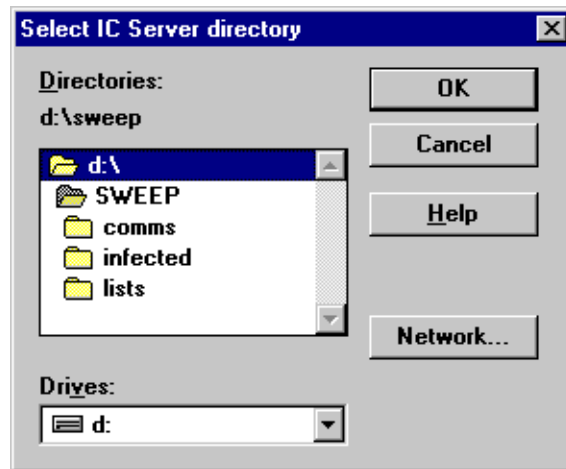 Select IC Server directory
Directories:
d:\sweep
d:\
SWEEP
comms
infected
lists
Drives:
d:
OK
Cancel
Help
Network...